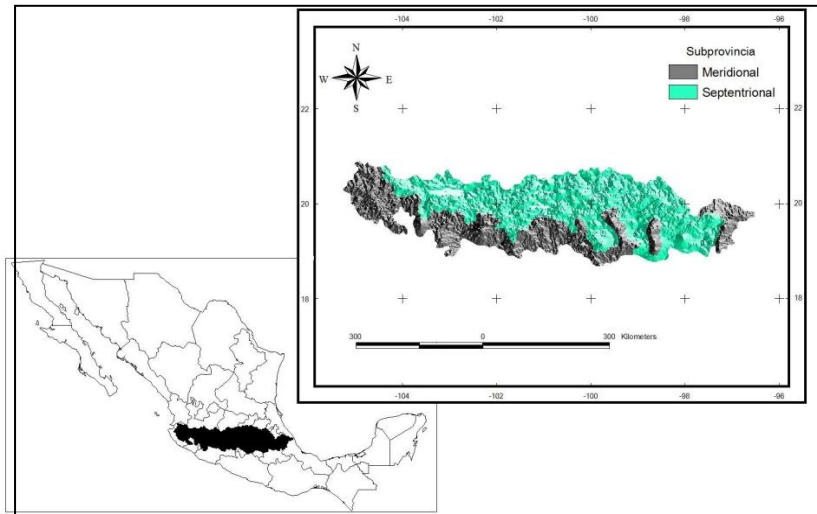 -104 -102 -100 -98 -96
N
W E
S
Subprovincia
Meridional
Septentrional
22 22
20 20
18 18
300 0 300 Kilometers
-104 -102 -100 -98 -96